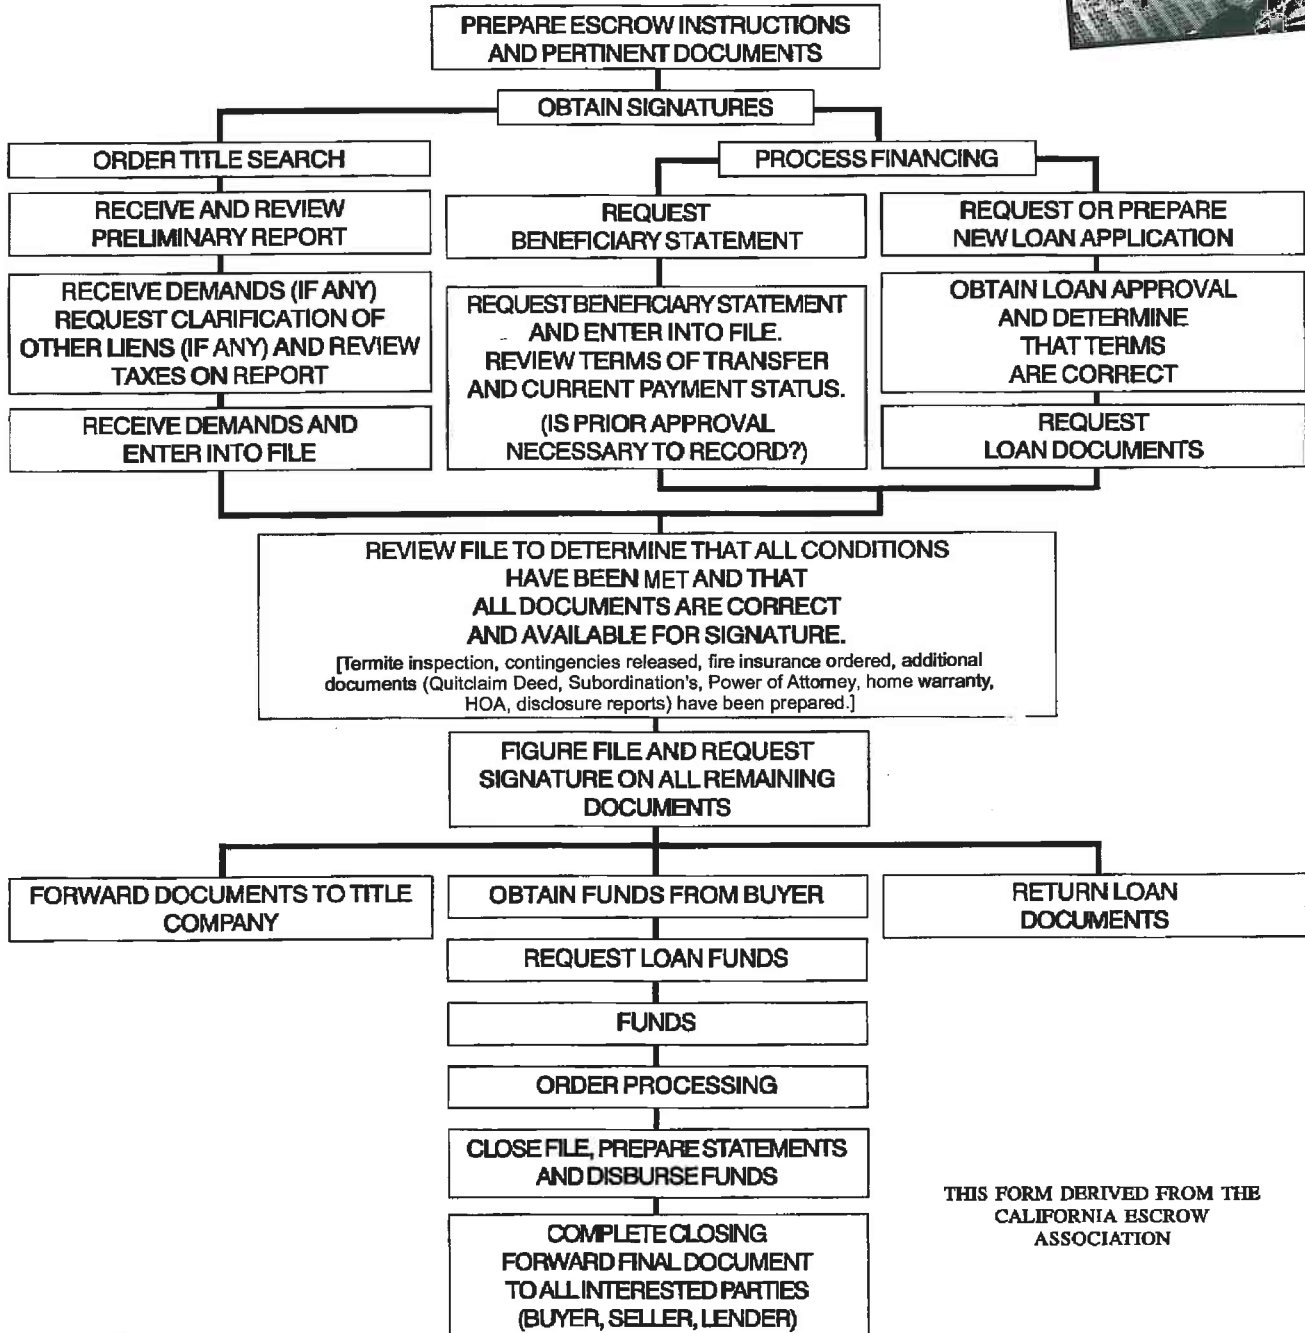 PREPARE ESCROW INSTRUCTIONS
AND PERTINENT DOCUMENTS
OBTAIN SIGNATURES
ORDER TITLE SEARCH
PROCESS FINANCING
RECEIVE AND REVIEW
PRELIMINARY REPORT
REQUEST
BENEFICIARY STATEMENT
REQUEST OR PREPARE
NEW LOAN APPLICATION
RECEIVE DEMANDS (IF ANY)
REQUEST CLARIFICATION OF
OTHER LIENS (IF ANY) AND REVIEW
TAXES ON REPORT
REQUEST BENEFICIARY STATEMENT
AND ENTER INTO FILE.
REVIEW TERMS OF TRANSFER
AND CURRENT PAYMENT STATUS.
(IS PRIOR APPROVAL
NECESSARY TO RECORD?)
OBTAIN LOAN APPROVAL
AND DETERMINE
THAT TERMS
ARE CORRECT
RECEIVE DEMANDS AND
ENTER INTO FILE
REQUEST
LOAN DOCUMENTS
REVIEW FILE TO DETERMINE THAT ALL CONDITIONS
HAVE BEEN MET AND THAT
ALL DOCUMENTS ARE CORRECT
AND AVAILABLE FOR SIGNATURE.
[Termite inspection, contingencies released, fire insurance ordered, additional
documents (Quitclaim Deed, Subordination's, Power of Attorney, home warranty,
HOA, disclosure reports) have been prepared.]
FIGURE FILE AND REQUEST
SIGNATURE ON ALL REMAINING
DOCUMENTS
FORWARD DOCUMENTS TO TITLE
COMPANY
OBTAIN FUNDS FROM BUYER
RETURN LOAN
DOCUMENTS
REQUEST LOAN FUNDS
FUNDS
ORDER PROCESSING
CLOSE FILE, PREPARE STATEMENTS
AND DISBURSE FUNDS
COMPLETE CLOSING
FORWARD FINAL DOCUMENT
TO ALL INTERESTED PARTIES
(BUYER, SELLER, LENDER)
THIS FORM DERIVED FROM THE
CALIFORNIA ESCROW
ASSOCIATION